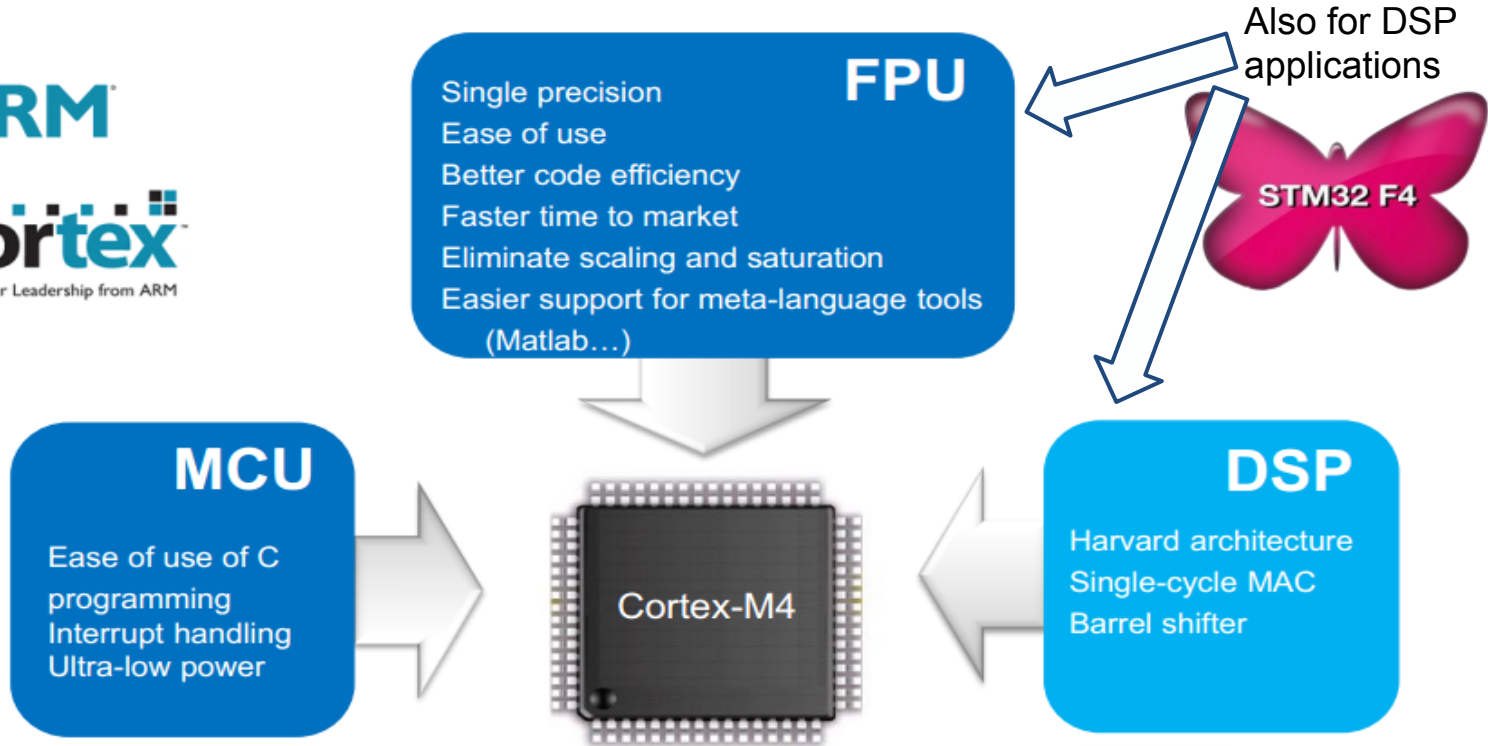 Also for DSP
applications
RM
FPU
Single precision
Ease of use
Better code efficiency
Faster time to market
Eliminate scaling and saturation
Easier support for meta-language tools
(Matlab…)
STM32 F4
ortex
r Leadership from ARM
MCU
Ease of use of C
programming
Interrupt handling
Ultra-low power
Cortex-M4
DSP
Harvard architecture
Single-cycle MAC
Barrel shifter